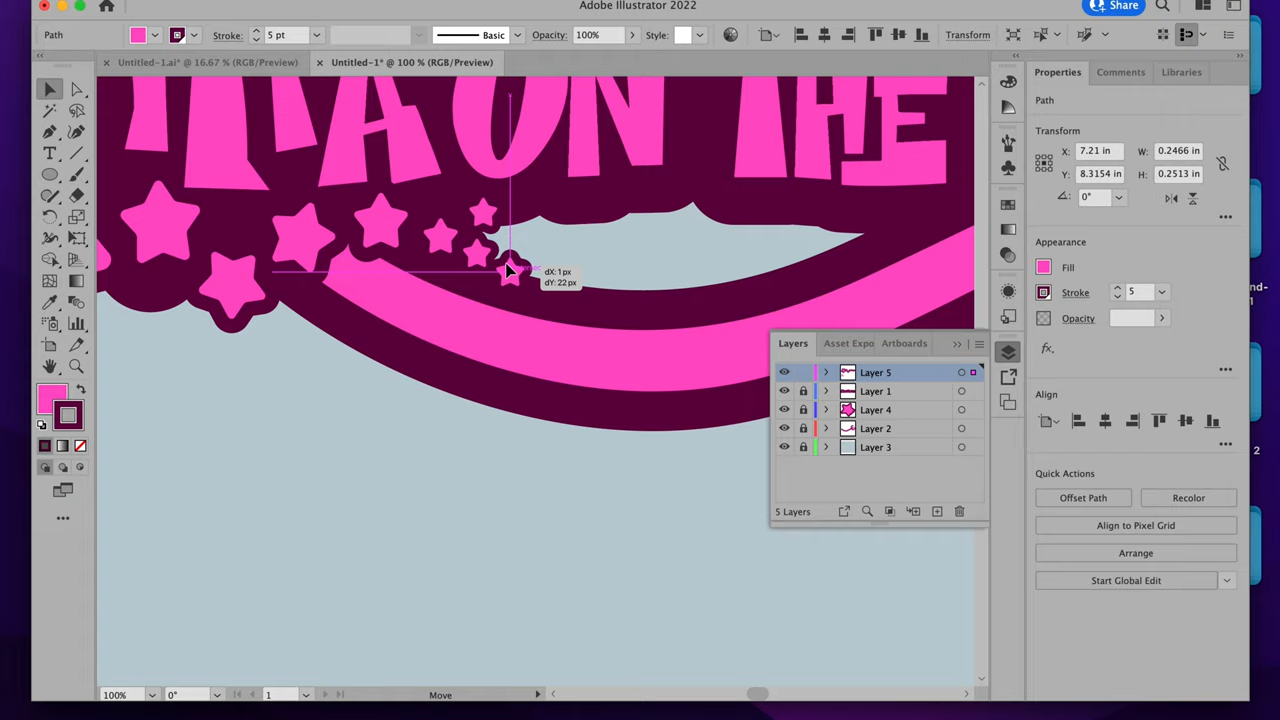 Adobe Illustrator 2022
Share
Path
Stroke:
5 pt
Basic
Opacity:
100%
Style:
Transform
Untitled-1.ai* @ 16.67 % (RGB/Preview)
Untitled-1* @ 100 % (RGB/Preview)
Properties
Comments
Libraries
ON THE
Path
Transform
X:
7.21 in
W:
0.2466 in
Y:
8.3154 in
H:
0.2513 in
0°
Appearance
Fill
Stroke
5
Opacity
dX: 1 px
dY: 22 px
Layers
Asset Expo
Artboards
Layer 5
Layer 1
Layer 4
Layer 2
Layer 3
5 Layers
Align
Quick Actions
Offset Path
Recolor
Align to Pixel Grid
Arrange
Start Global Edit
nd-
1
2
100%
0°
1
Move